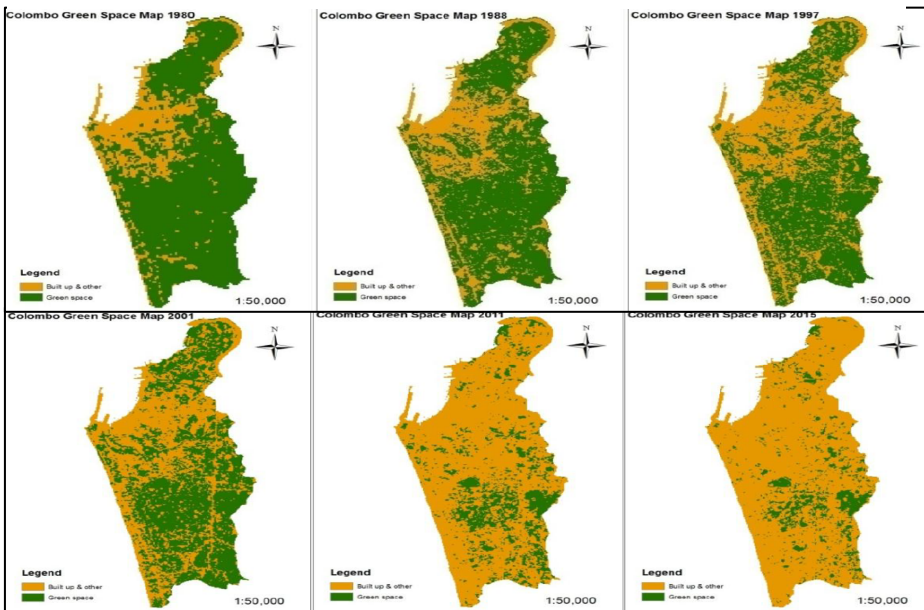 Colombo Green Space Map 1980
N
Legend
Built up & other
Green space
1:50,000
Colombo Green Space Map 1988
N
Legend
Built up & other
Green space
1:50,000
Colombo Green Space Map 1997
N
Legend
Built up & other
Green space
1:50,000
Colombo Green Space Map 2001
N
Legend
Built up & other
Green space
1:50,000
Colombo Green Space Map 2011
N
Legend
Built up & other
Green space
1:50,000
Colombo Green Space Map 2015
N
Legend
Built up & other
Green space
1:50,000